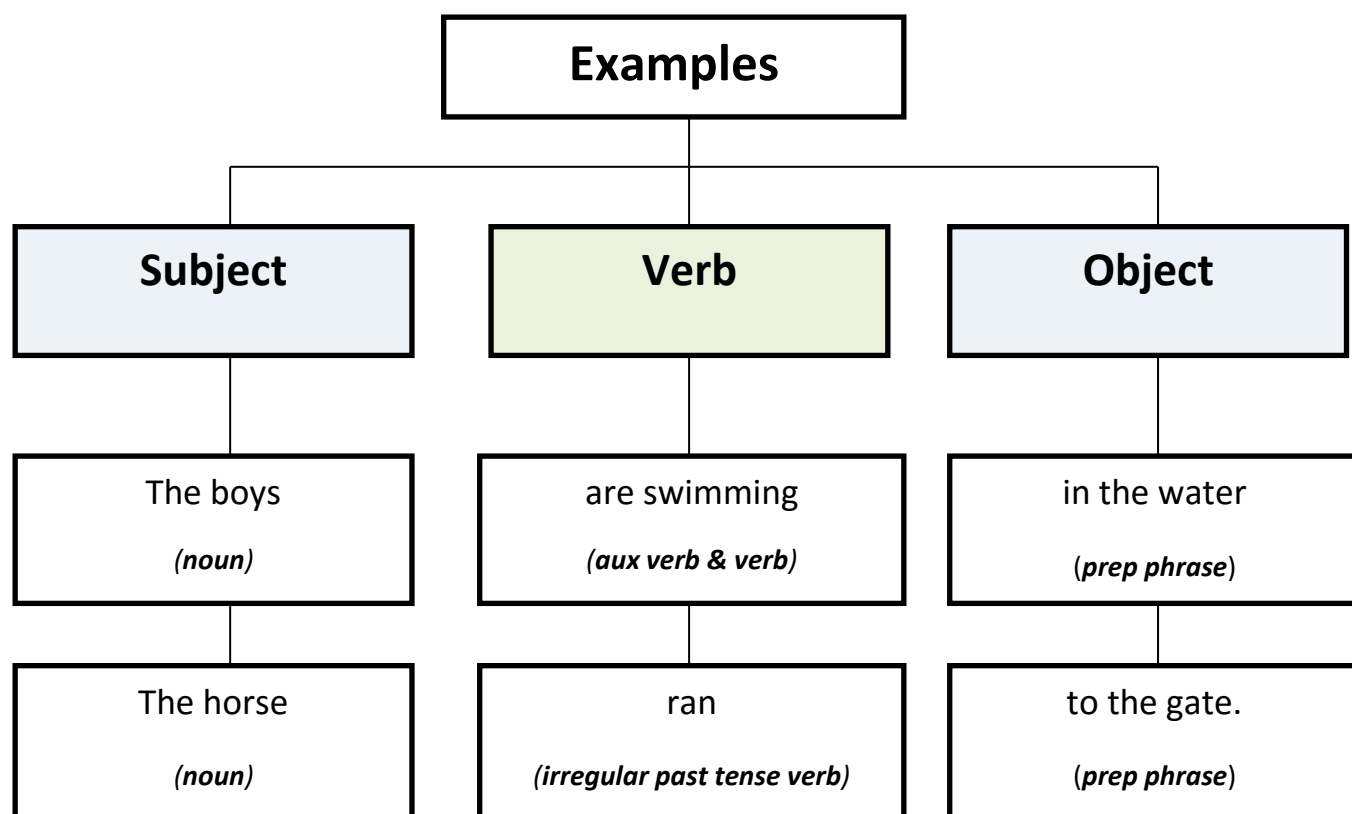 Examples
Subject
Verb
Object
The boys
(noun)
are swimming
(aux verb & verb)
in the water
(prep phrase)
The horse
(noun)
ran
(irregular past tense verb)
to the gate.
(prep phrase)